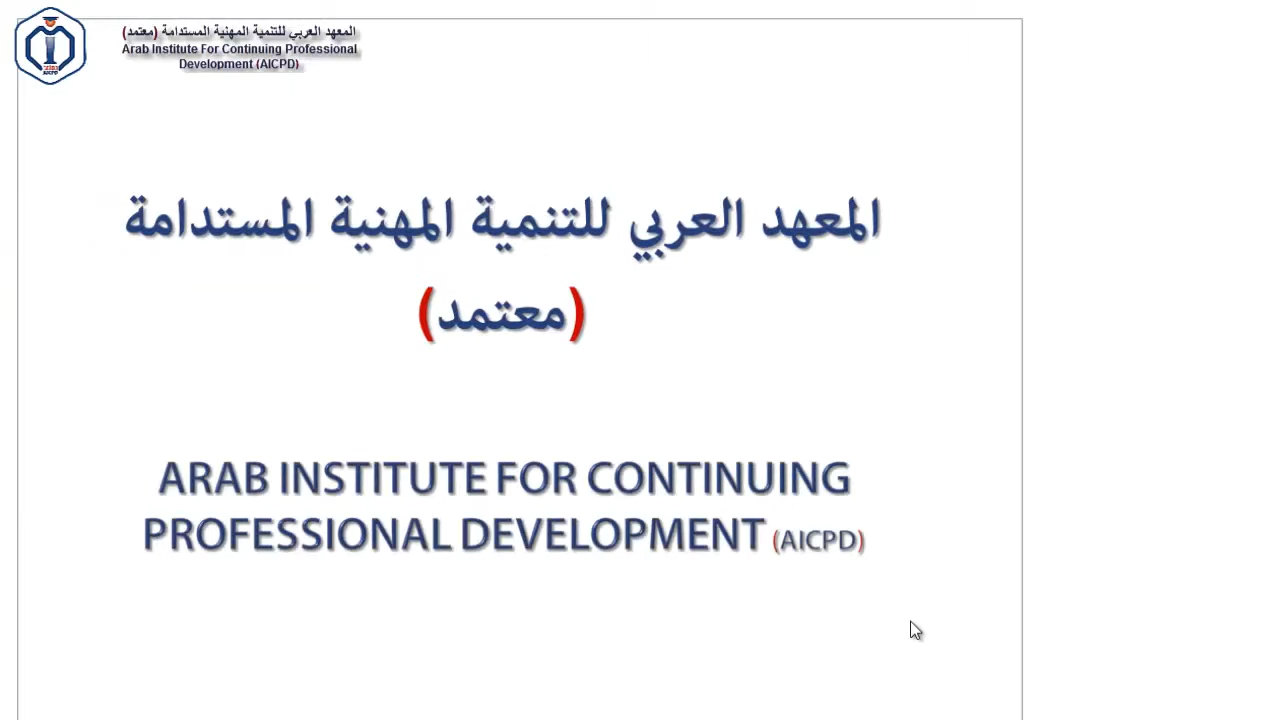 المعهد العربي للتنمية المهنية المستدامة (معتمد)
Arab Institute For Continuing Professional
Development (AICPD)
AICPD
المعهد العربي للتنمية المهنية المستدامة
(معتمد)
ARAB INSTITUTE FOR CONTINUING
PROFESSIONAL DEVELOPMENT (AICPD)